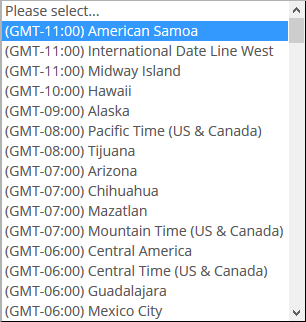 Please select...
(GMT-11:00) American Samoa
(GMT-11:00) International Date Line West
(GMT-11:00) Midway Island
(GMT-10:00) Hawaii
(GMT-09:00) Alaska
(GMT-08:00) Pacific Time (US & Canada)
(GMT-08:00) Tijuana
(GMT-07:00) Arizona
(GMT-07:00) Chihuahua
(GMT-07:00) Mazatlan
(GMT-07:00) Mountain Time (US & Canada)
(GMT-06:00) Central America
(GMT-06:00) Central Time (US & Canada)
(GMT-06:00) Guadalajara
(GMT-06:00) Mexico City